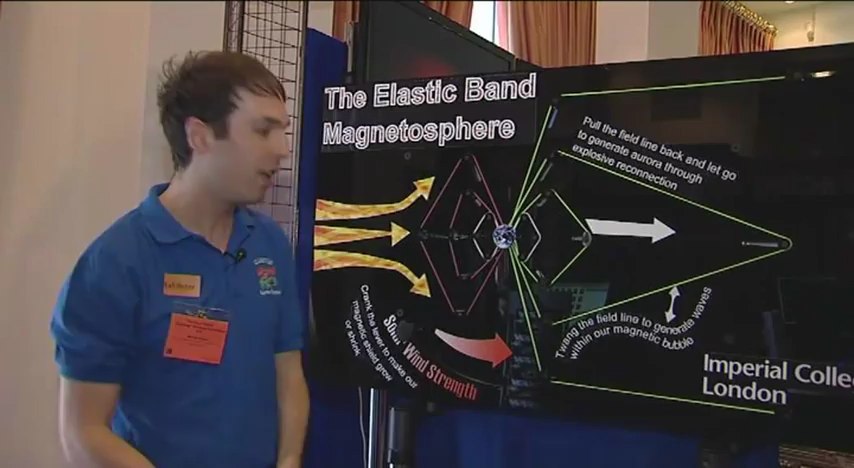 The Elastic Band
Magnetosphere
Pull the field line back and let go
to generate aurora through
explosive reconnection
Crank the lever to make our
magnetic shield grow
or shrink
Wind Strength
Twang the field line to generate waves
within our magnetic bubble
Imperial Colle
London